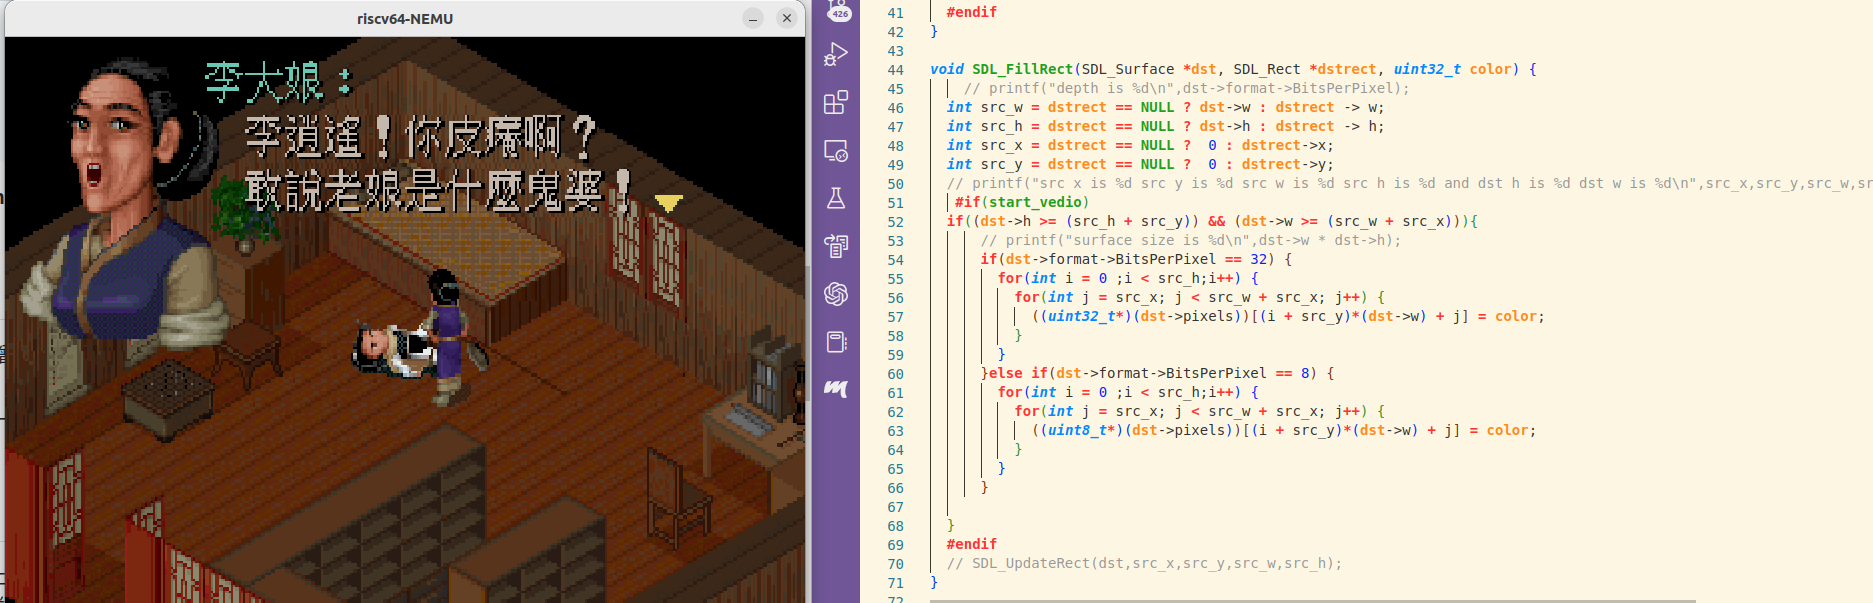 riscv64-NEMU
李大娘：
李逍遙！你皮癢啊？
敢說老娘是什麼鬼婆！
426
41 #endif
42 }
43
44 void SDL_FillRect(SDL_Surface *dst, SDL_Rect *dstrect, uint32_t color) {
45 // printf("depth is %d\n",dst->format->BitsPerPixel);
46 int src_w = dstrect == NULL ? dst->w : dstrect -> w;
47 int src_h = dstrect == NULL ? dst->h : dstrect -> h;
48 int src_x = dstrect == NULL ?  0 : dstrect->x;
49 int src_y = dstrect == NULL ?  0 : dstrect->y;
50 // printf("src x is %d src y is %d src w is %d src h is %d and dst h is %d dst w is %d\n",src_x,src_y,src_w,sr
51 #if(start_vedio)
52 if((dst->h >= (src_h + src_y)) && (dst->w >= (src_w + src_x))){
53 // printf("surface size is %d\n",dst->w * dst->h);
54 if(dst->format->BitsPerPixel == 32) {
55 for(int i = 0 ;i < src_h;i++) {
56 for(int j = src_x; j < src_w + src_x; j++) {
57 ((uint32_t*)(dst->pixels))[(i + src_y)*(dst->w) + j] = color;
58 }
59 }
60 }else if(dst->format->BitsPerPixel == 8) {
61 for(int i = 0 ;i < src_h;i++) {
62 for(int j = src_x; j < src_w + src_x; j++) {
63 ((uint8_t*)(dst->pixels))[(i + src_y)*(dst->w) + j] = color;
64 }
65 }
66 }
67
68 }
69 #endif
70 // SDL_UpdateRect(dst,src_x,src_y,src_w,src_h);
71 }
72